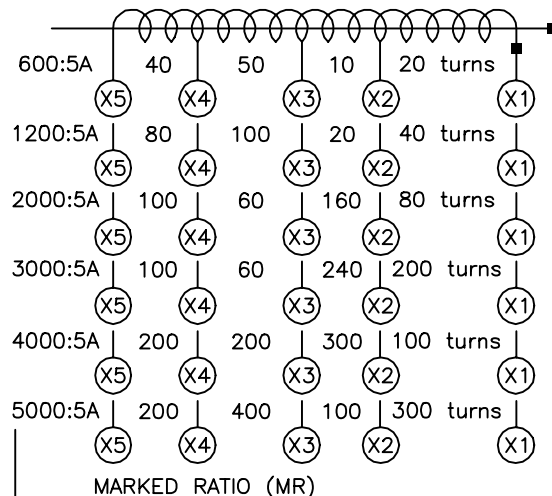 600:5A 40 50 10 20 turns
X5 X4 X3 X2 X1
1200:5A 80 100 20 40 turns
X5 X4 X3 X2 X1
2000:5A 100 60 160 80 turns
X5 X4 X3 X2 X1
3000:5A 100 60 240 200 turns
X5 X4 X3 X2 X1
4000:5A 200 200 300 100 turns
X5 X4 X3 X2 X1
5000:5A 200 400 100 300 turns
X5 X4 X3 X2 X1
MARKED RATIO (MR)